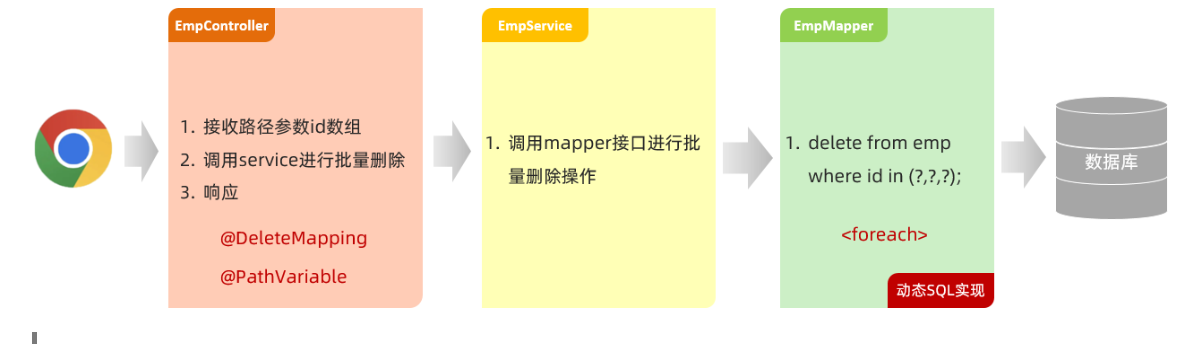 EmpController
1. 接收路径参数id数组
2. 调用service进行批量删除
3. 响应
@DeleteMapping
@PathVariable
EmpService
1. 调用mapper接口进行批
量删除操作
EmpMapper
1. delete from emp
where id in (?,?,?);
<foreach>
动态SQL实现
数据库